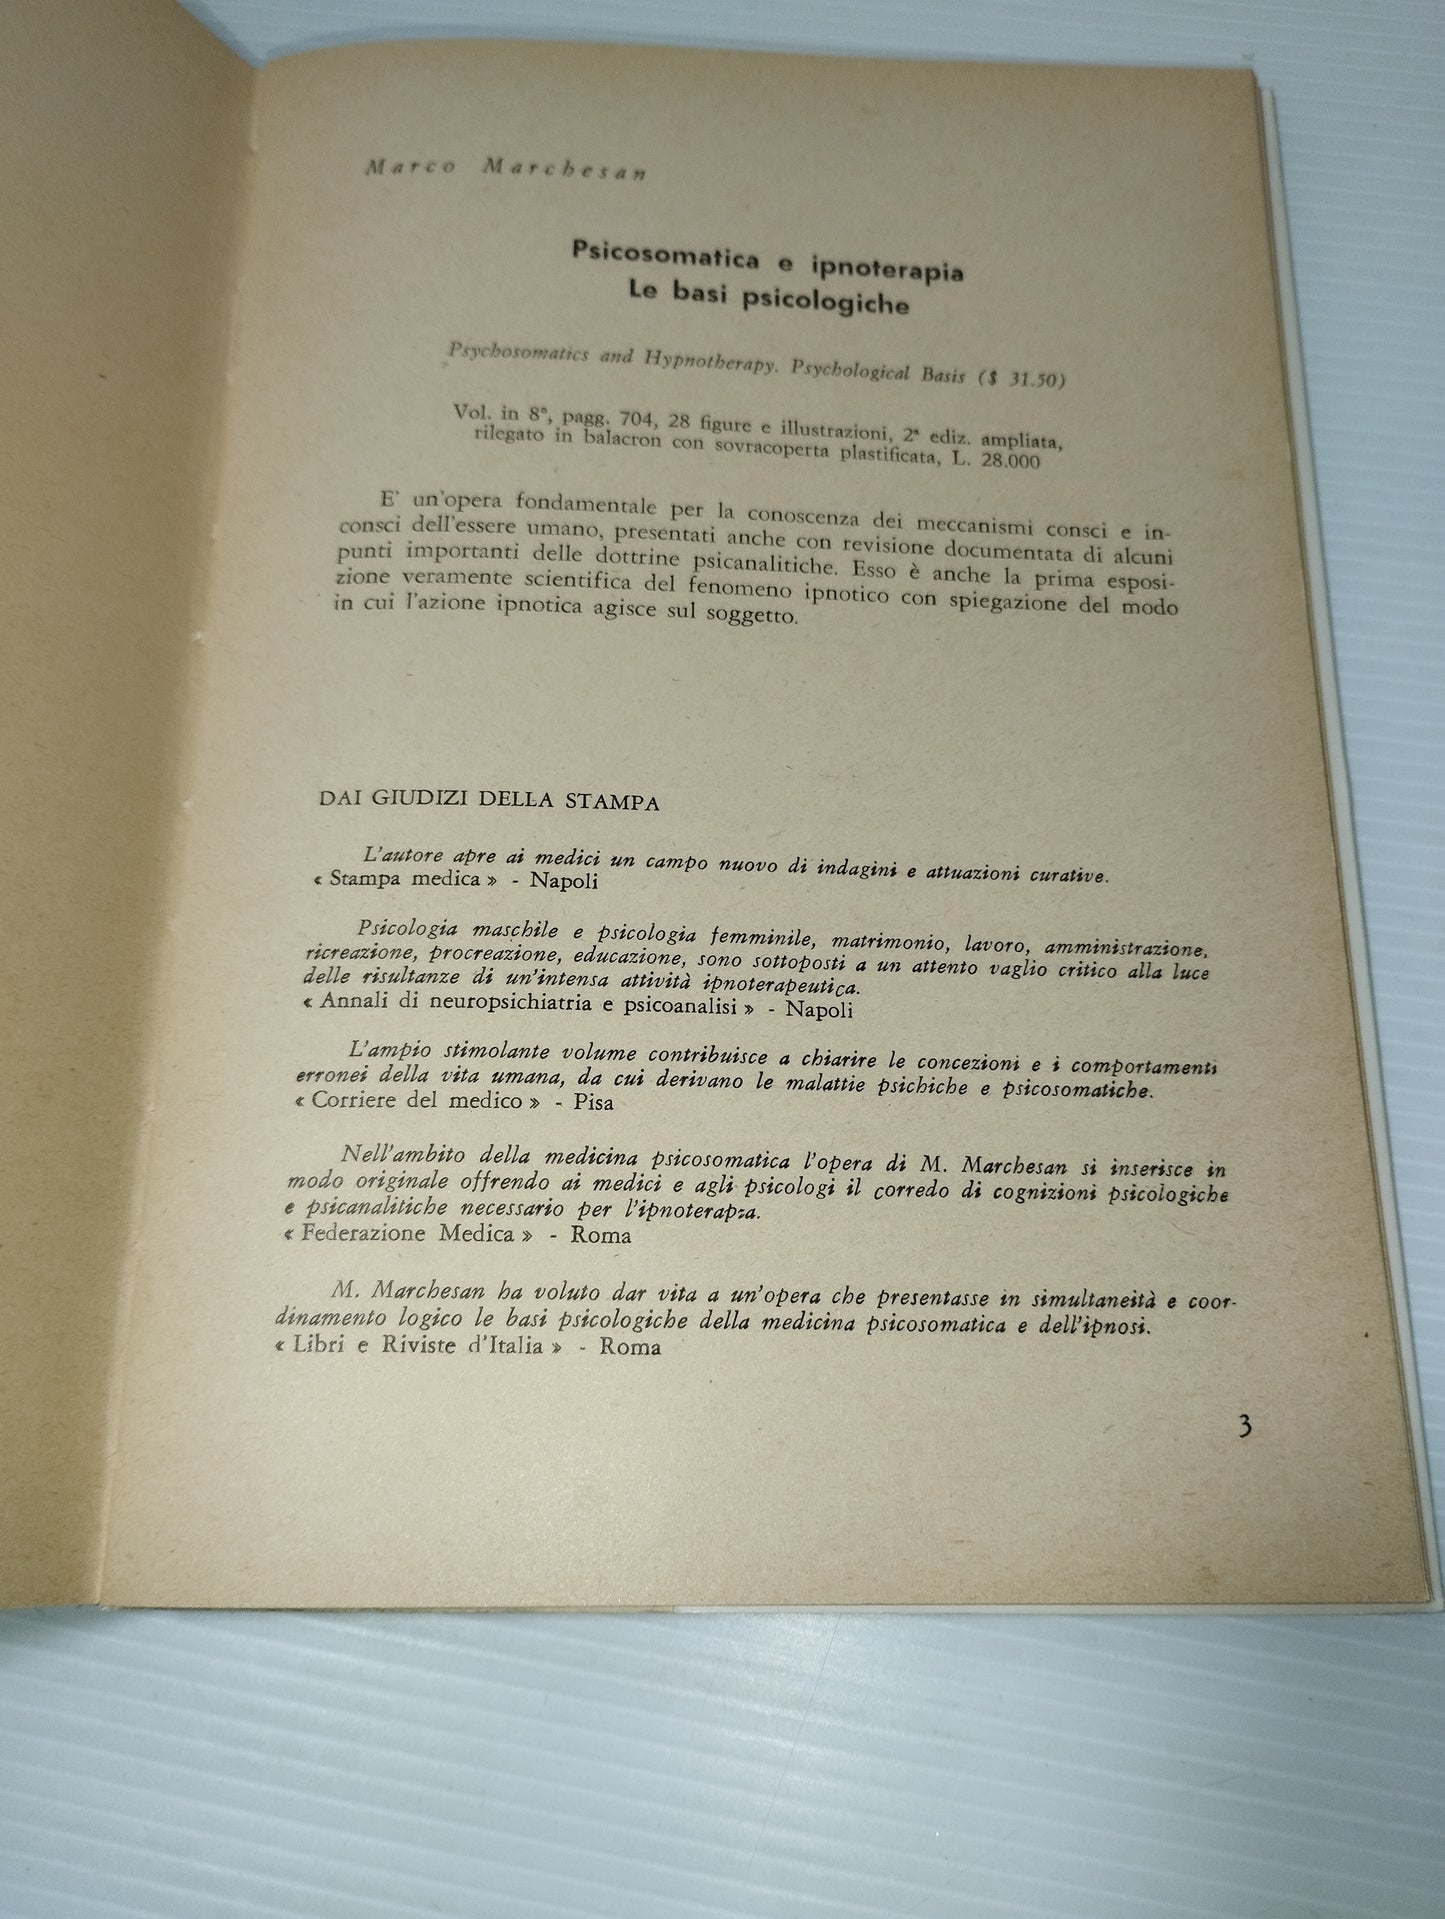 Marco Marchesan
Psicosomatica e ipnoterapia
Le basi psicologiche
Psychosomatics and Hypnotherapy. Psychological Basis ($ 31.50)
Vol. in 8°, pagg. 704, 28 figure e illustrazioni, 2ª ediz. ampliata,
rilegato in balacron con sovracoperta plastificata, L. 28.000
E' un'opera fondamentale per la conoscenza dei meccanismi consci e in-
consci dell'essere umano, presentati anche con revisione documentata di alcuni
punti importanti delle dottrine psicanalitiche. Esso è anche la prima esposi-
zione veramente scientifica del fenomeno ipnotico con spiegazione del modo
in cui l'azione ipnotica agisce sul soggetto.
DAI GIUDIZI DELLA STAMPA
L'autore apre ai medici un campo nuovo di indagini e attuazioni curative.
« Stampa medica » - Napoli
Psicologia maschile e psicologia femminile, matrimonio, lavoro, amministrazione,
ricreazione, procreazione, educazione, sono sottoposti a un attento vaglio critico alla luce
delle risultanze di un'intensa attività ipnoterapeutica.
« Annali di neuropsichiatria e psicoanalisi » - Napoli
L'ampio stimolante volume contribuisce a chiarire le concezioni e i comportamenti
erronei della vita umana, da cui derivano le malattie psichiche e psicosomatiche.
« Corriere del medico » - Pisa
Nell'ambito della medicina psicosomatica l'opera di M. Marchesan si inserisce in
modo originale offrendo ai medici e agli psicologi il corredo di cognizioni psicologiche
e psicanalitiche necessario per l'ipnoterapia.
« Federazione Medica » - Roma
M. Marchesan ha voluto dar vita a un'opera che presentasse in simultaneità e coor-
dinamento logico le basi psicologiche della medicina psicosomatica e dell'ipnosi.
« Libri e Riviste d'Italia » - Roma
3